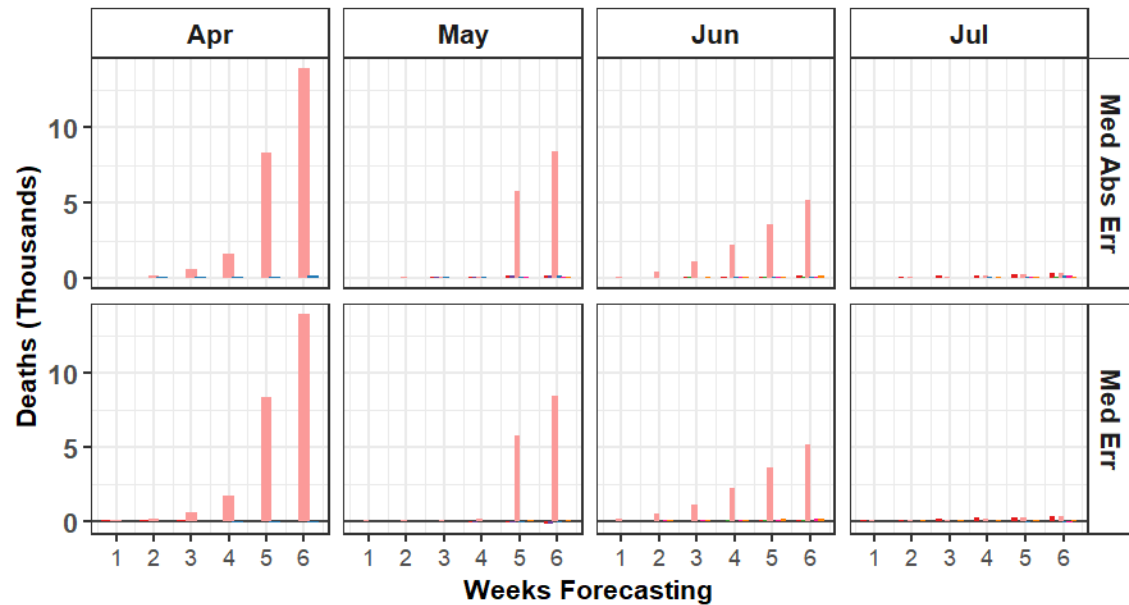 Apr May Jun Jul
10
5
0
Med Abs Err
10
5
0
Med Err
Deaths (Thousands)
1 2 3 4 5 6 1 2 3 4 5 6 1 2 3 4 5 6 1 2 3 4 5 6
Weeks Forecasting